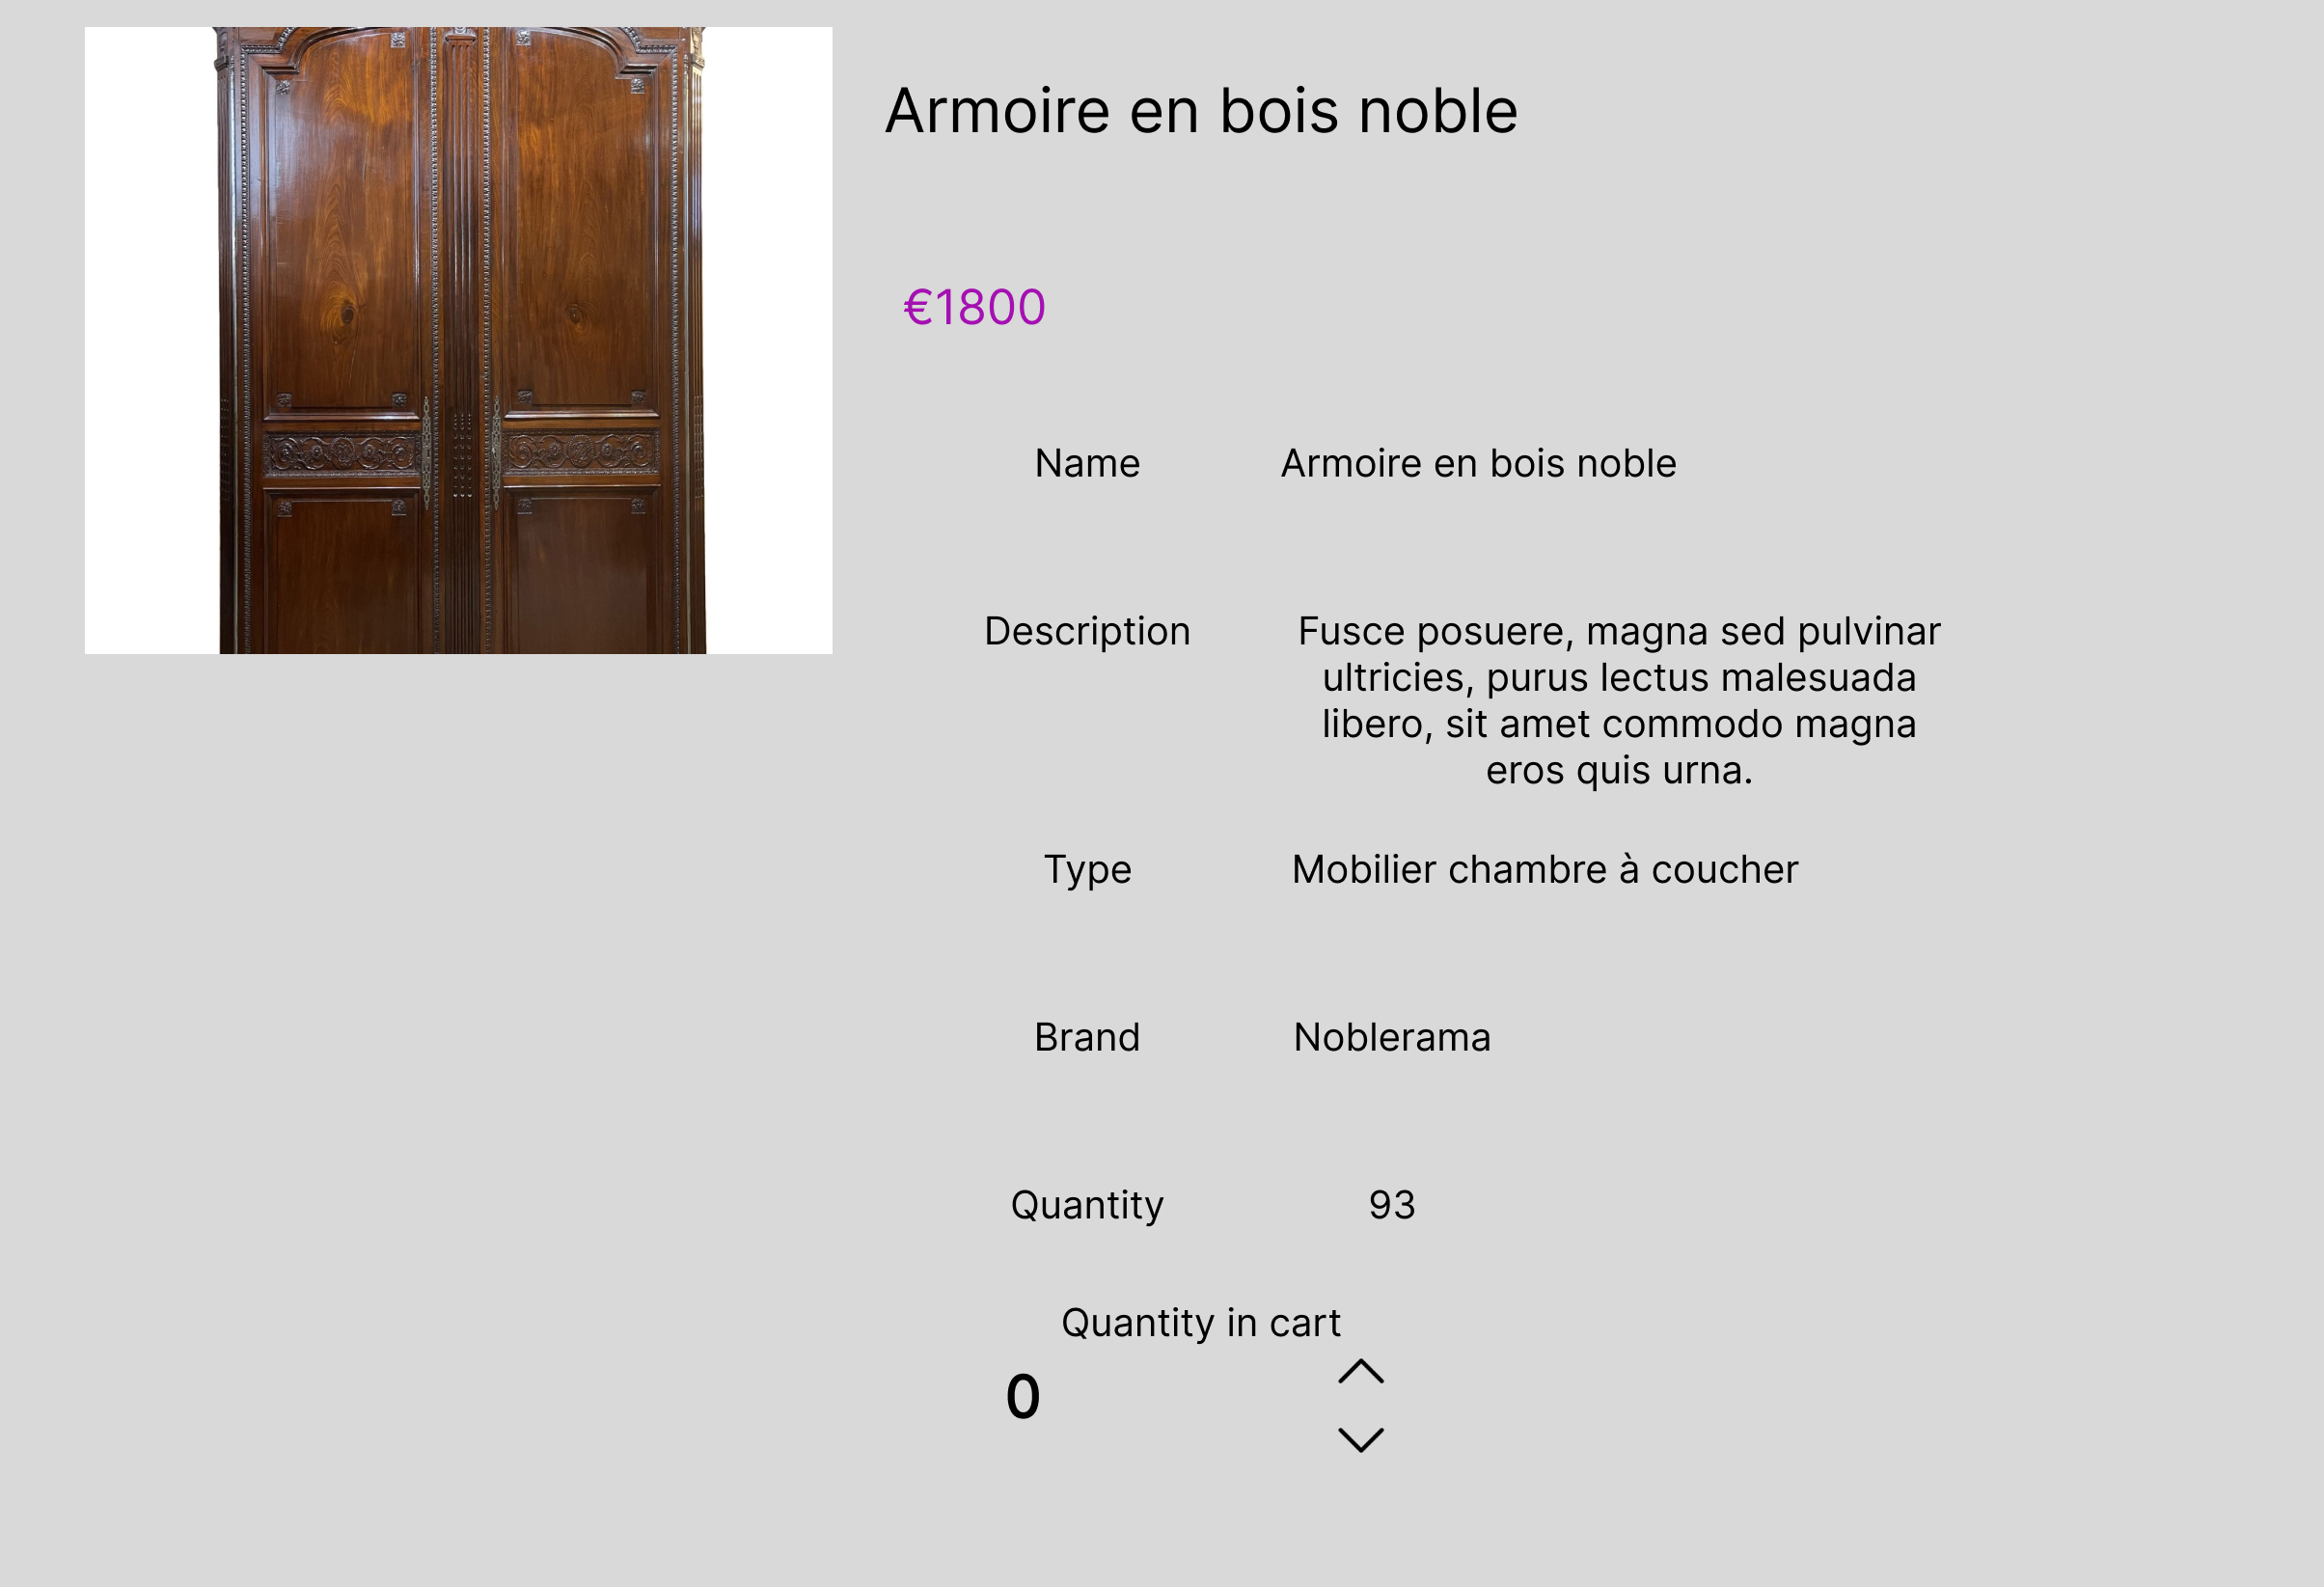 Armoire en bois noble
€1800
Name Armoire en bois noble
Description Fusce posuere, magna sed pulvinar
ultricies, purus lectus malesuada
libero, sit amet commodo magna
eros quis urna.
Type Mobilier chambre à coucher
Brand Noblerama
Quantity 93
Quantity in cart
0